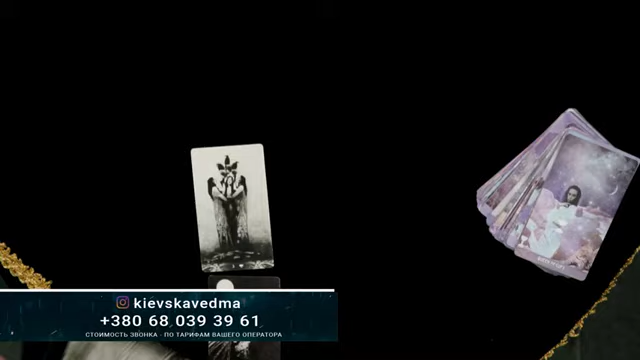 kievskavedma
+380 68 039 39 61
СТОИМОСТЬ ЗВОНКА - ПО ТАРИФАМ ВАШЕГО ОПЕРАТОРА